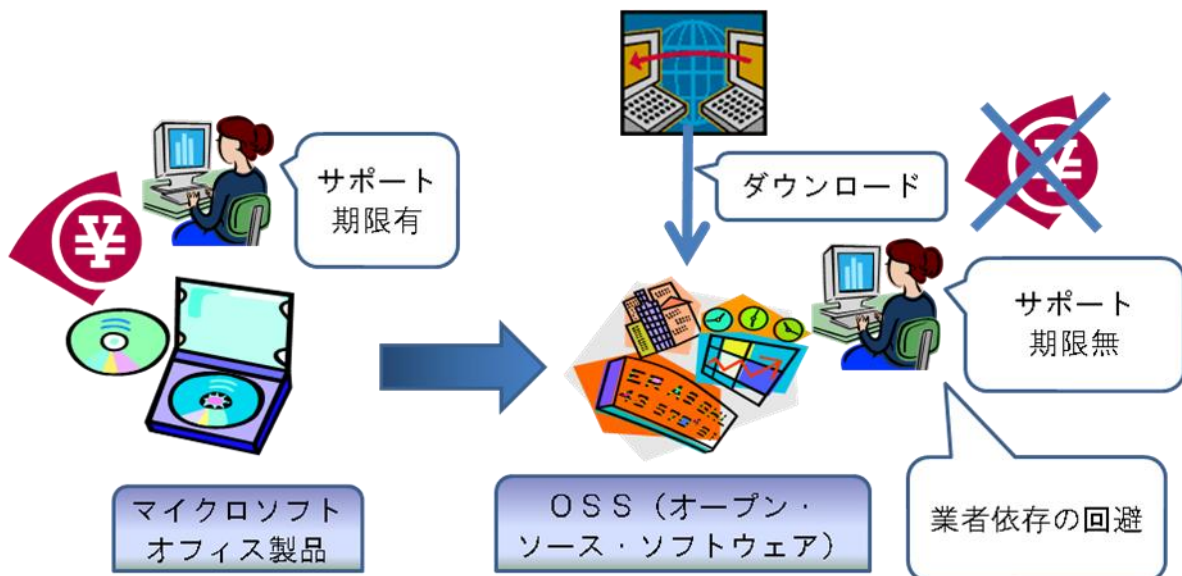 サポート
期限有
ダウンロード
¥
¥
サポート
期限無
業者依存の回避
マイクロソフト
オフィス製品
OSS(オープン・
ソース・ソフトウェア)